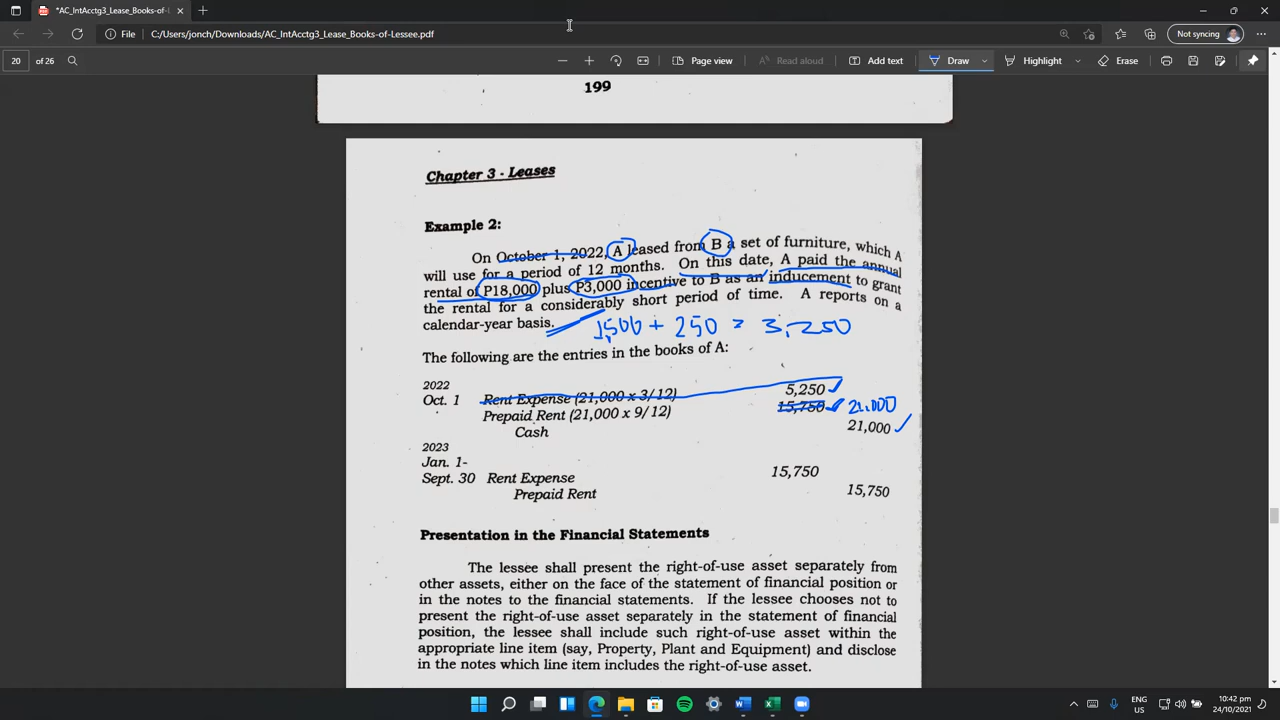 *AC_IntAcctg3_Lease_Books-of-L
File
C:/Users/jonch/Downloads/AC_IntAcctg3_Lease_Books-of-Lessee.pdf
Not syncing
20 of 26
Page view
Read aloud
Add text
Draw
Highlight
Erase
199
Chapter 3 - Leases
Example 2:
On October 1, 2022, A leased from B a set of furniture, which A
will use for a period of 12 months. On this date, A paid the annual
rental of P18,000 plus P3,000 incentive to B as an inducement to grant
the rental for a considerably short period of time. A reports on a
calendar-year basis.
1,500 + 250 = 3,250
The following are the entries in the books of A:
2022
Oct. 1 Rent Expense (21,000 x 3/12) 5,250
Prepaid Rent (21,000 x 9/12) 15,750 21,000
Cash 21,000
2023
Jan. 1-
Sept. 30 Rent Expense 15,750
Prepaid Rent 15,750
Presentation in the Financial Statements
The lessee shall present the right-of-use asset separately from
other assets, either on the face of the statement of financial position or
in the notes to the financial statements. If the lessee chooses not to
present the right-of-use asset separately in the statement of financial
position, the lessee shall include such right-of-use asset within the
appropriate line item (say, Property, Plant and Equipment) and disclose
in the notes which line item includes the right-of-use asset.
ENG
US
10:42 pm
24/10/2021